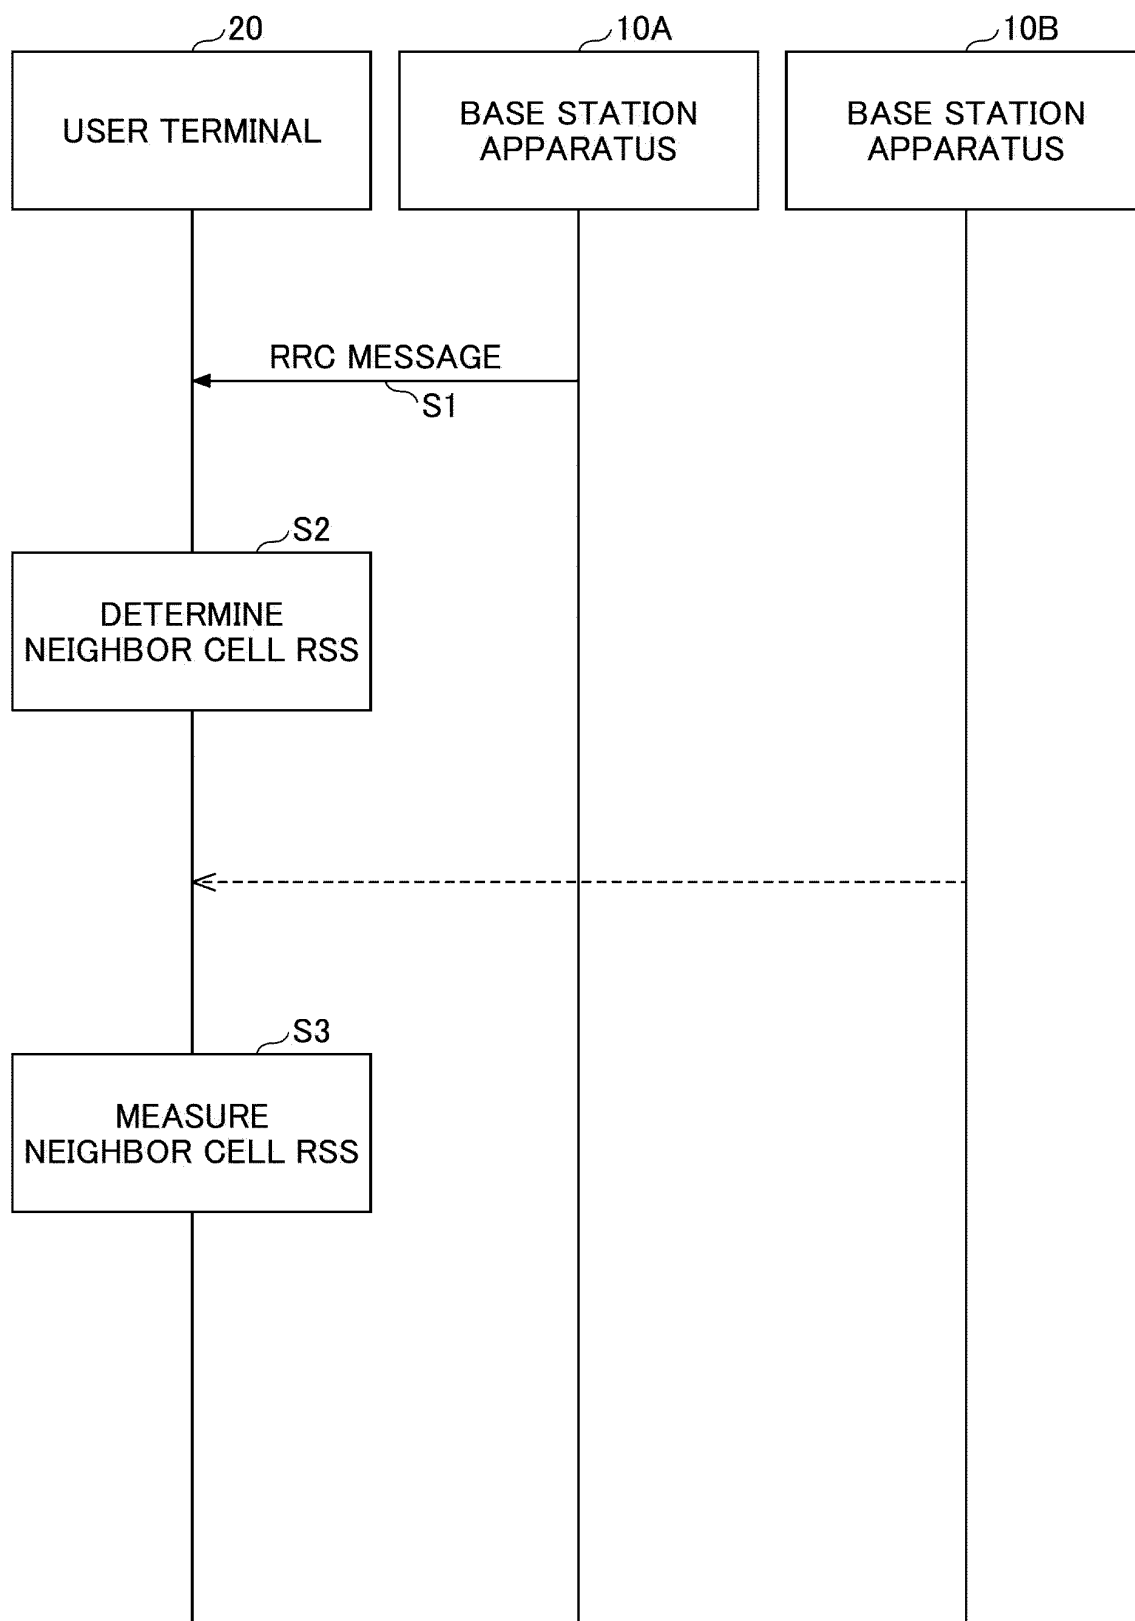 20
10A
10B
USER TERMINAL
BASE STATION
APPARATUS
BASE STATION
APPARATUS
RRC MESSAGE
S1
S2
DETERMINE
NEIGHBOR CELL RSS
S3
MEASURE
NEIGHBOR CELL RSS